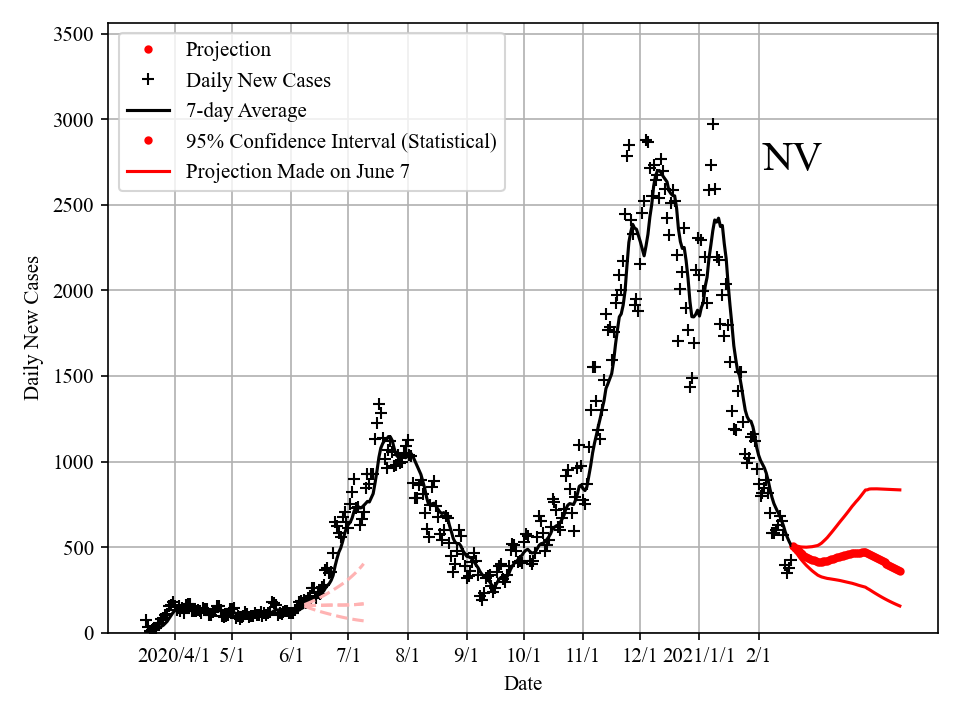 3500
3000
2500
2000
1500
1000
500
0
Daily New Cases
Projection
Daily New Cases
7-day Average
95% Confidence Interval (Statistical)
Projection Made on June 7
NV
2020/4/1 5/1 6/1 7/1 8/1 9/1 10/1 11/1 12/1 2021/1/1 2/1
Date